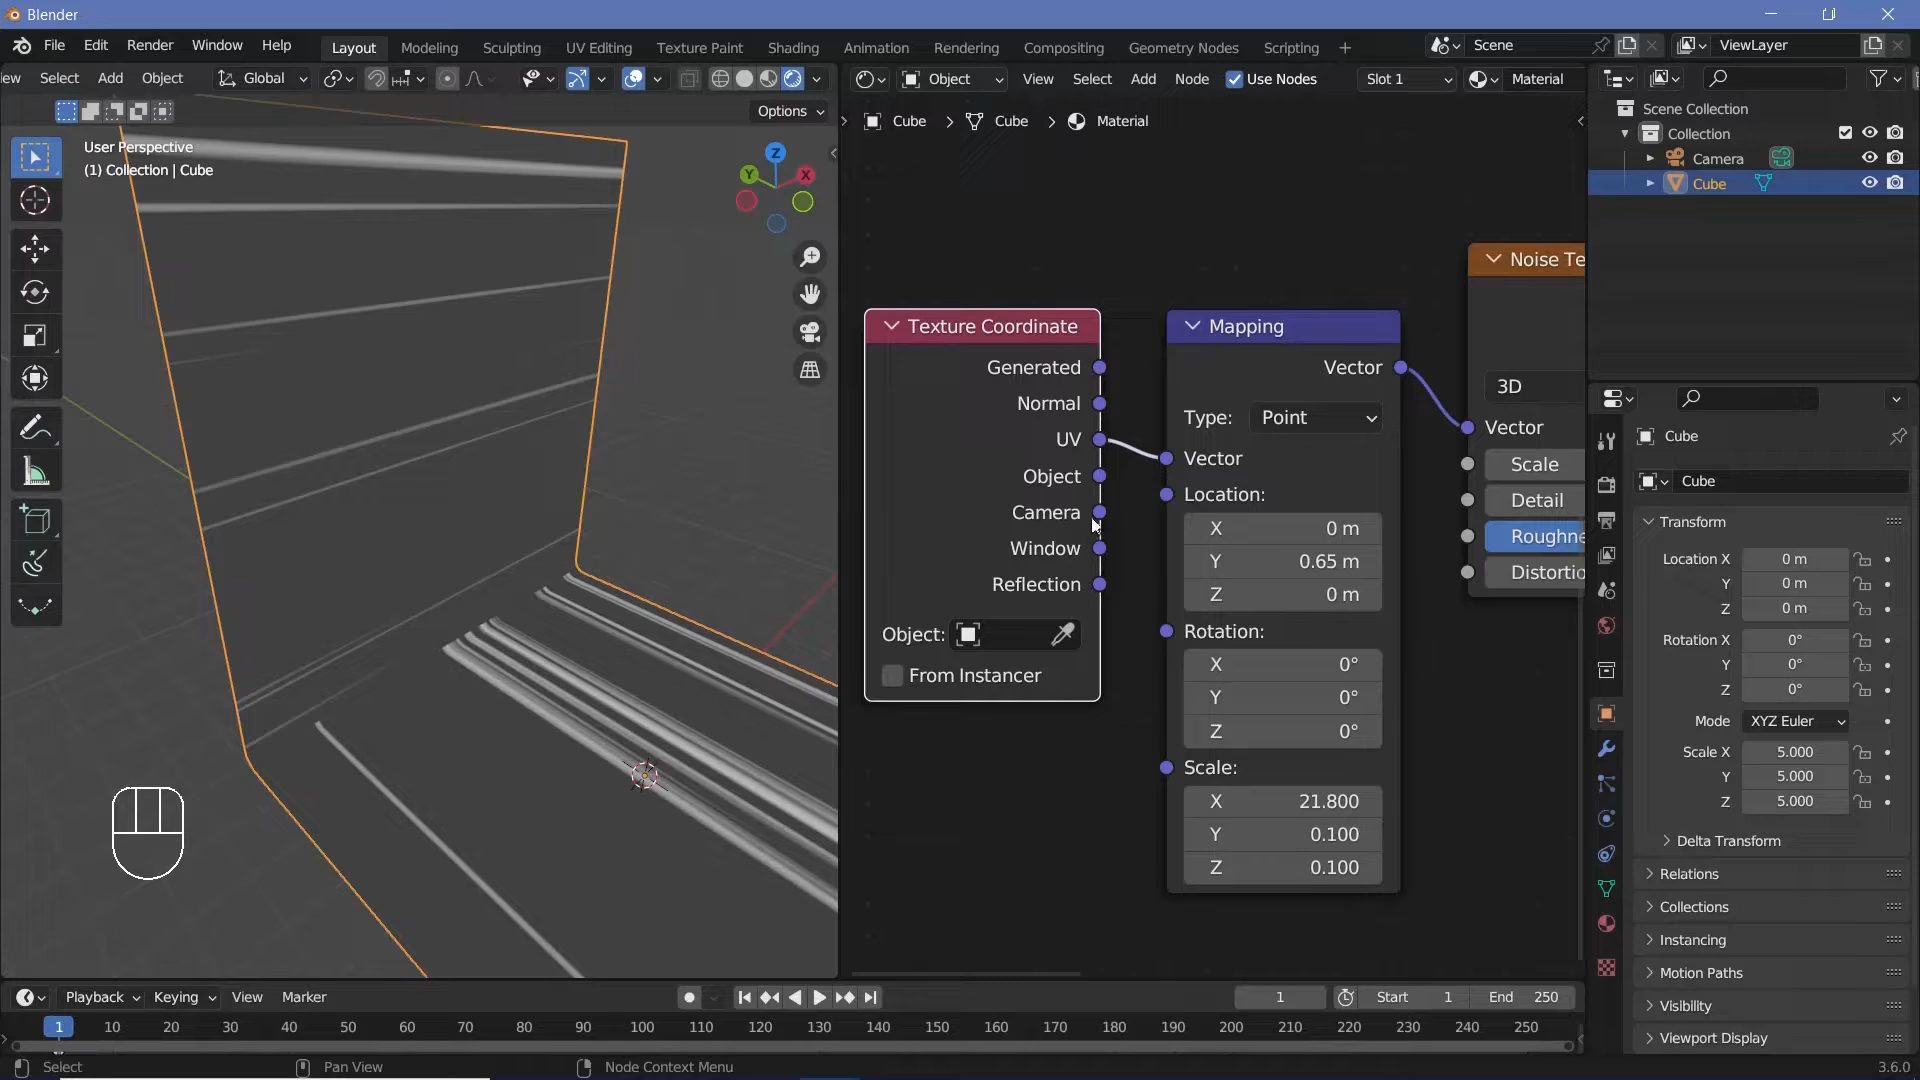 Blender
File Edit Render Window Help Layout Modeling Sculpting UV Editing Texture Paint Shading Animation Rendering Compositing Geometry Nodes Scripting + Scene ViewLayer
ew Select Add Object Global Object View Select Add Node Use Nodes Slot 1 Material
Options
Cube > Cube > Material
User Perspective
(1) Collection | Cube
Z
Y
X
Scene Collection
Collection
Camera
Cube
Texture Coordinate
Generated
Normal
UV
Object
Camera
Window
Reflection
Object:
From Instancer
Mapping
Vector
Type: Point
Vector
Location:
X 0 m
Y 0.65 m
Z 0 m
Rotation:
X 0°
Y 0°
Z 0°
Scale:
X 21.800
Y 0.100
Z 0.100
Noise Te
3D
Vector
Scale
Detail
Roughne
Distortio
Cube
Cube
Transform
Location X 0 m
Y 0 m
Z 0 m
Rotation X 0°
Y 0°
Z 0°
Mode XYZ Euler
Scale X 5.000
Y 5.000
Z 5.000
Delta Transform
Relations
Collections
Instancing
Motion Paths
Visibility
Viewport Display
Playback Keying View Marker 1 Start 1 End 250
1 10 20 30 40 50 60 70 80 90 100 110 120 130 140 150 160 170 180 190 200 210 220 230 240 250
Select Pan View Node Context Menu 3.6.0